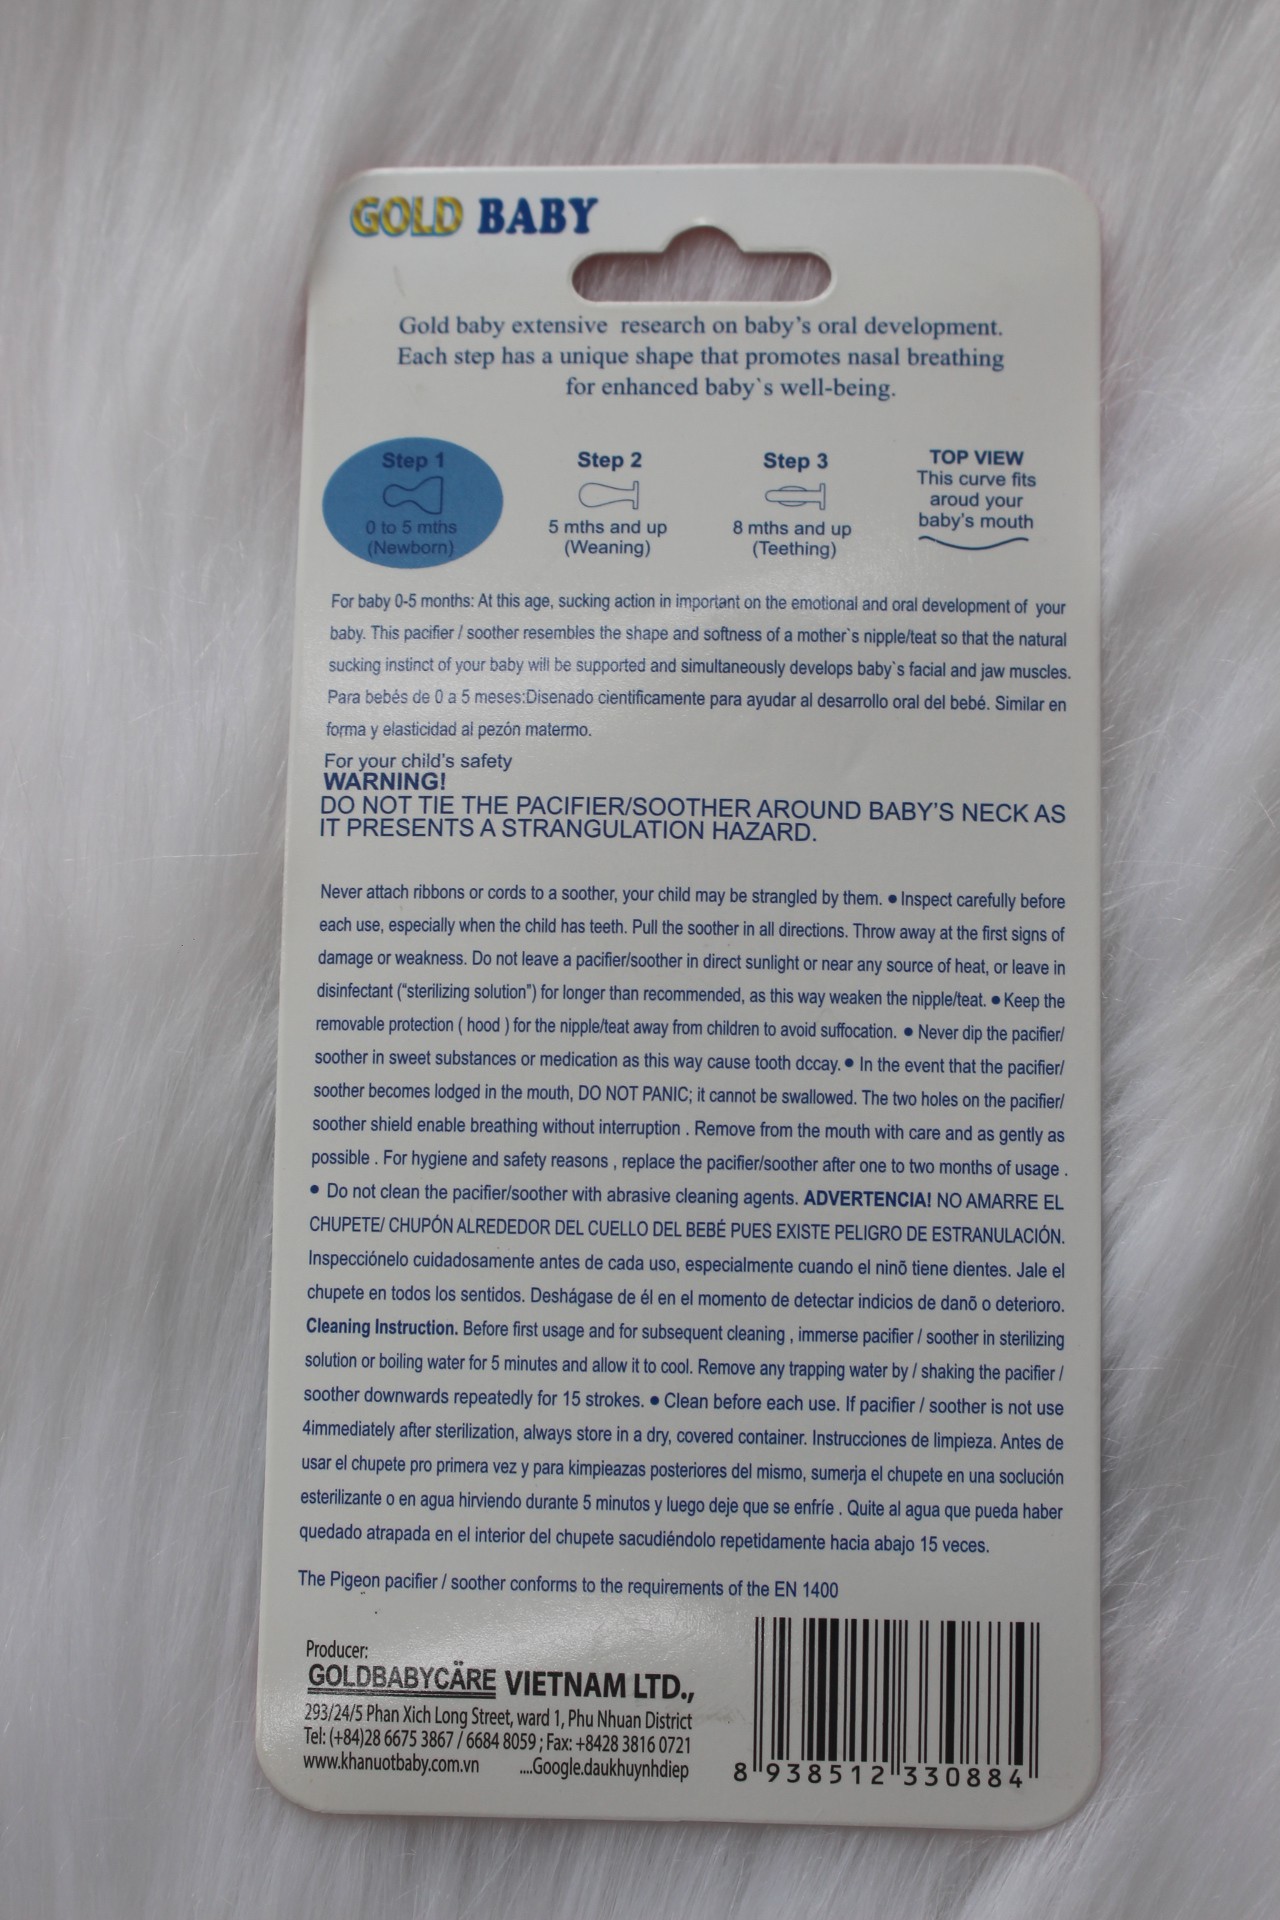 GOLD BABY
Gold baby extensive research on baby's oral development.
Each step has a unique shape that promotes nasal breathing
for enhanced baby`s well-being.
Step 1
0 to 5 mths
(Newborn)
Step 2
5 mths and up
(Weaning)
Step 3
8 mths and up
(Teething)
TOP VIEW
This curve fits
aroud your
baby's mouth
For baby 0-5 months: At this age, sucking action in important on the emotional and oral development of your
baby. This pacifier / soother resembles the shape and softness of a mother`s nipple/teat so that the natural
sucking instinct of your baby will be supported and simultaneously develops baby`s facial and jaw muscles.
Para bebés de 0 a 5 meses:Disenado cientificamente para ayudar al desarrollo oral del bebé. Similar en
forma y elasticidad al pezón matermo.
For your child's safety
WARNING!
DO NOT TIE THE PACIFIER/SOOTHER AROUND BABY'S NECK AS
IT PRESENTS A STRANGULATION HAZARD.
Never attach ribbons or cords to a soother, your child may be strangled by them. ● Inspect carefully before
each use, especially when the child has teeth. Pull the soother in all directions. Throw away at the first signs of
damage or weakness. Do not leave a pacifier/soother in direct sunlight or near any source of heat, or leave in
disinfectant ("sterilizing solution") for longer than recommended, as this way weaken the nipple/teat. ● Keep the
removable protection ( hood ) for the nipple/teat away from children to avoid suffocation. ● Never dip the pacifier/
soother in sweet substances or medication as this way cause tooth dccay. ● In the event that the pacifier/
soother becomes lodged in the mouth, DO NOT PANIC; it cannot be swallowed. The two holes on the pacifier/
soother shield enable breathing without interruption . Remove from the mouth with care and as gently as
possible . For hygiene and safety reasons , replace the pacifier/soother after one to two months of usage .
● Do not clean the pacifier/soother with abrasive cleaning agents. ADVERTENCIA! NO AMARRE EL
CHUPETE/ CHUPÓN ALREDEDOR DEL CUELLO DEL BEBÉ PUES EXISTE PELIGRO DE ESTRANULACIÓN.
Inspecciónelo cuidadosamente antes de cada uso, especialmente cuando el ninõ tiene dientes. Jale el
chupete en todos los sentidos. Deshágase de él en el momento de detectar indicios de danõ o deterioro.
Cleaning Instruction. Before first usage and for subsequent cleaning , immerse pacifier / soother in sterilizing
solution or boiling water for 5 minutes and allow it to cool. Remove any trapping water by / shaking the pacifier /
soother downwards repeatedly for 15 strokes. ● Clean before each use. If pacifier / soother is not use
4immediately after sterilization, always store in a dry, covered container. Instrucciones de limpieza. Antes de
usar el chupete pro primera vez y para kimpieazas posteriores del mismo, sumerja el chupete en una soclución
esterilizante o en agua hirviendo durante 5 minutos y luego deje que se enfríe . Quite al agua que pueda haber
quedado atrapada en el interior del chupete sacudiéndolo repetidamente hacia abajo 15 veces.
The Pigeon pacifier / soother conforms to the requirements of the EN 1400
Producer:
GOLDBABYCÄRE VIETNAM LTD.,
293/24/5 Phan Xich Long Street, ward 1, Phu Nhuan District
Tel: (+84)28 6675 3867 / 6684 8059 ; Fax: +8428 3816 0721
www.khanuotbaby.com.vn ....Google.daukhuynhdiep
8 938512 330884